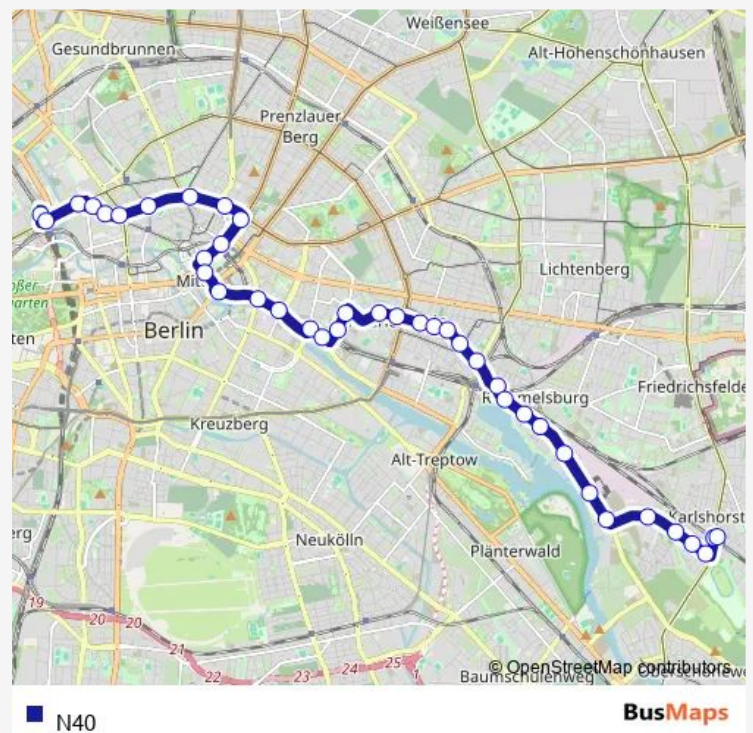 Weißensee
Gesundbrunnen
Alt-Hohenschönhausen
Prenzlauer
Berg
Lichtenberg
Mitt
Berlin
Friedrichsfelde
Kreuzberg
Alt-Treptow
Karlshorst
Neukölln
Plänterwald
19
20
20
21
22
23
24
25
© OpenStreetMap contributors
Baumschulenweg
N40
BusMaps